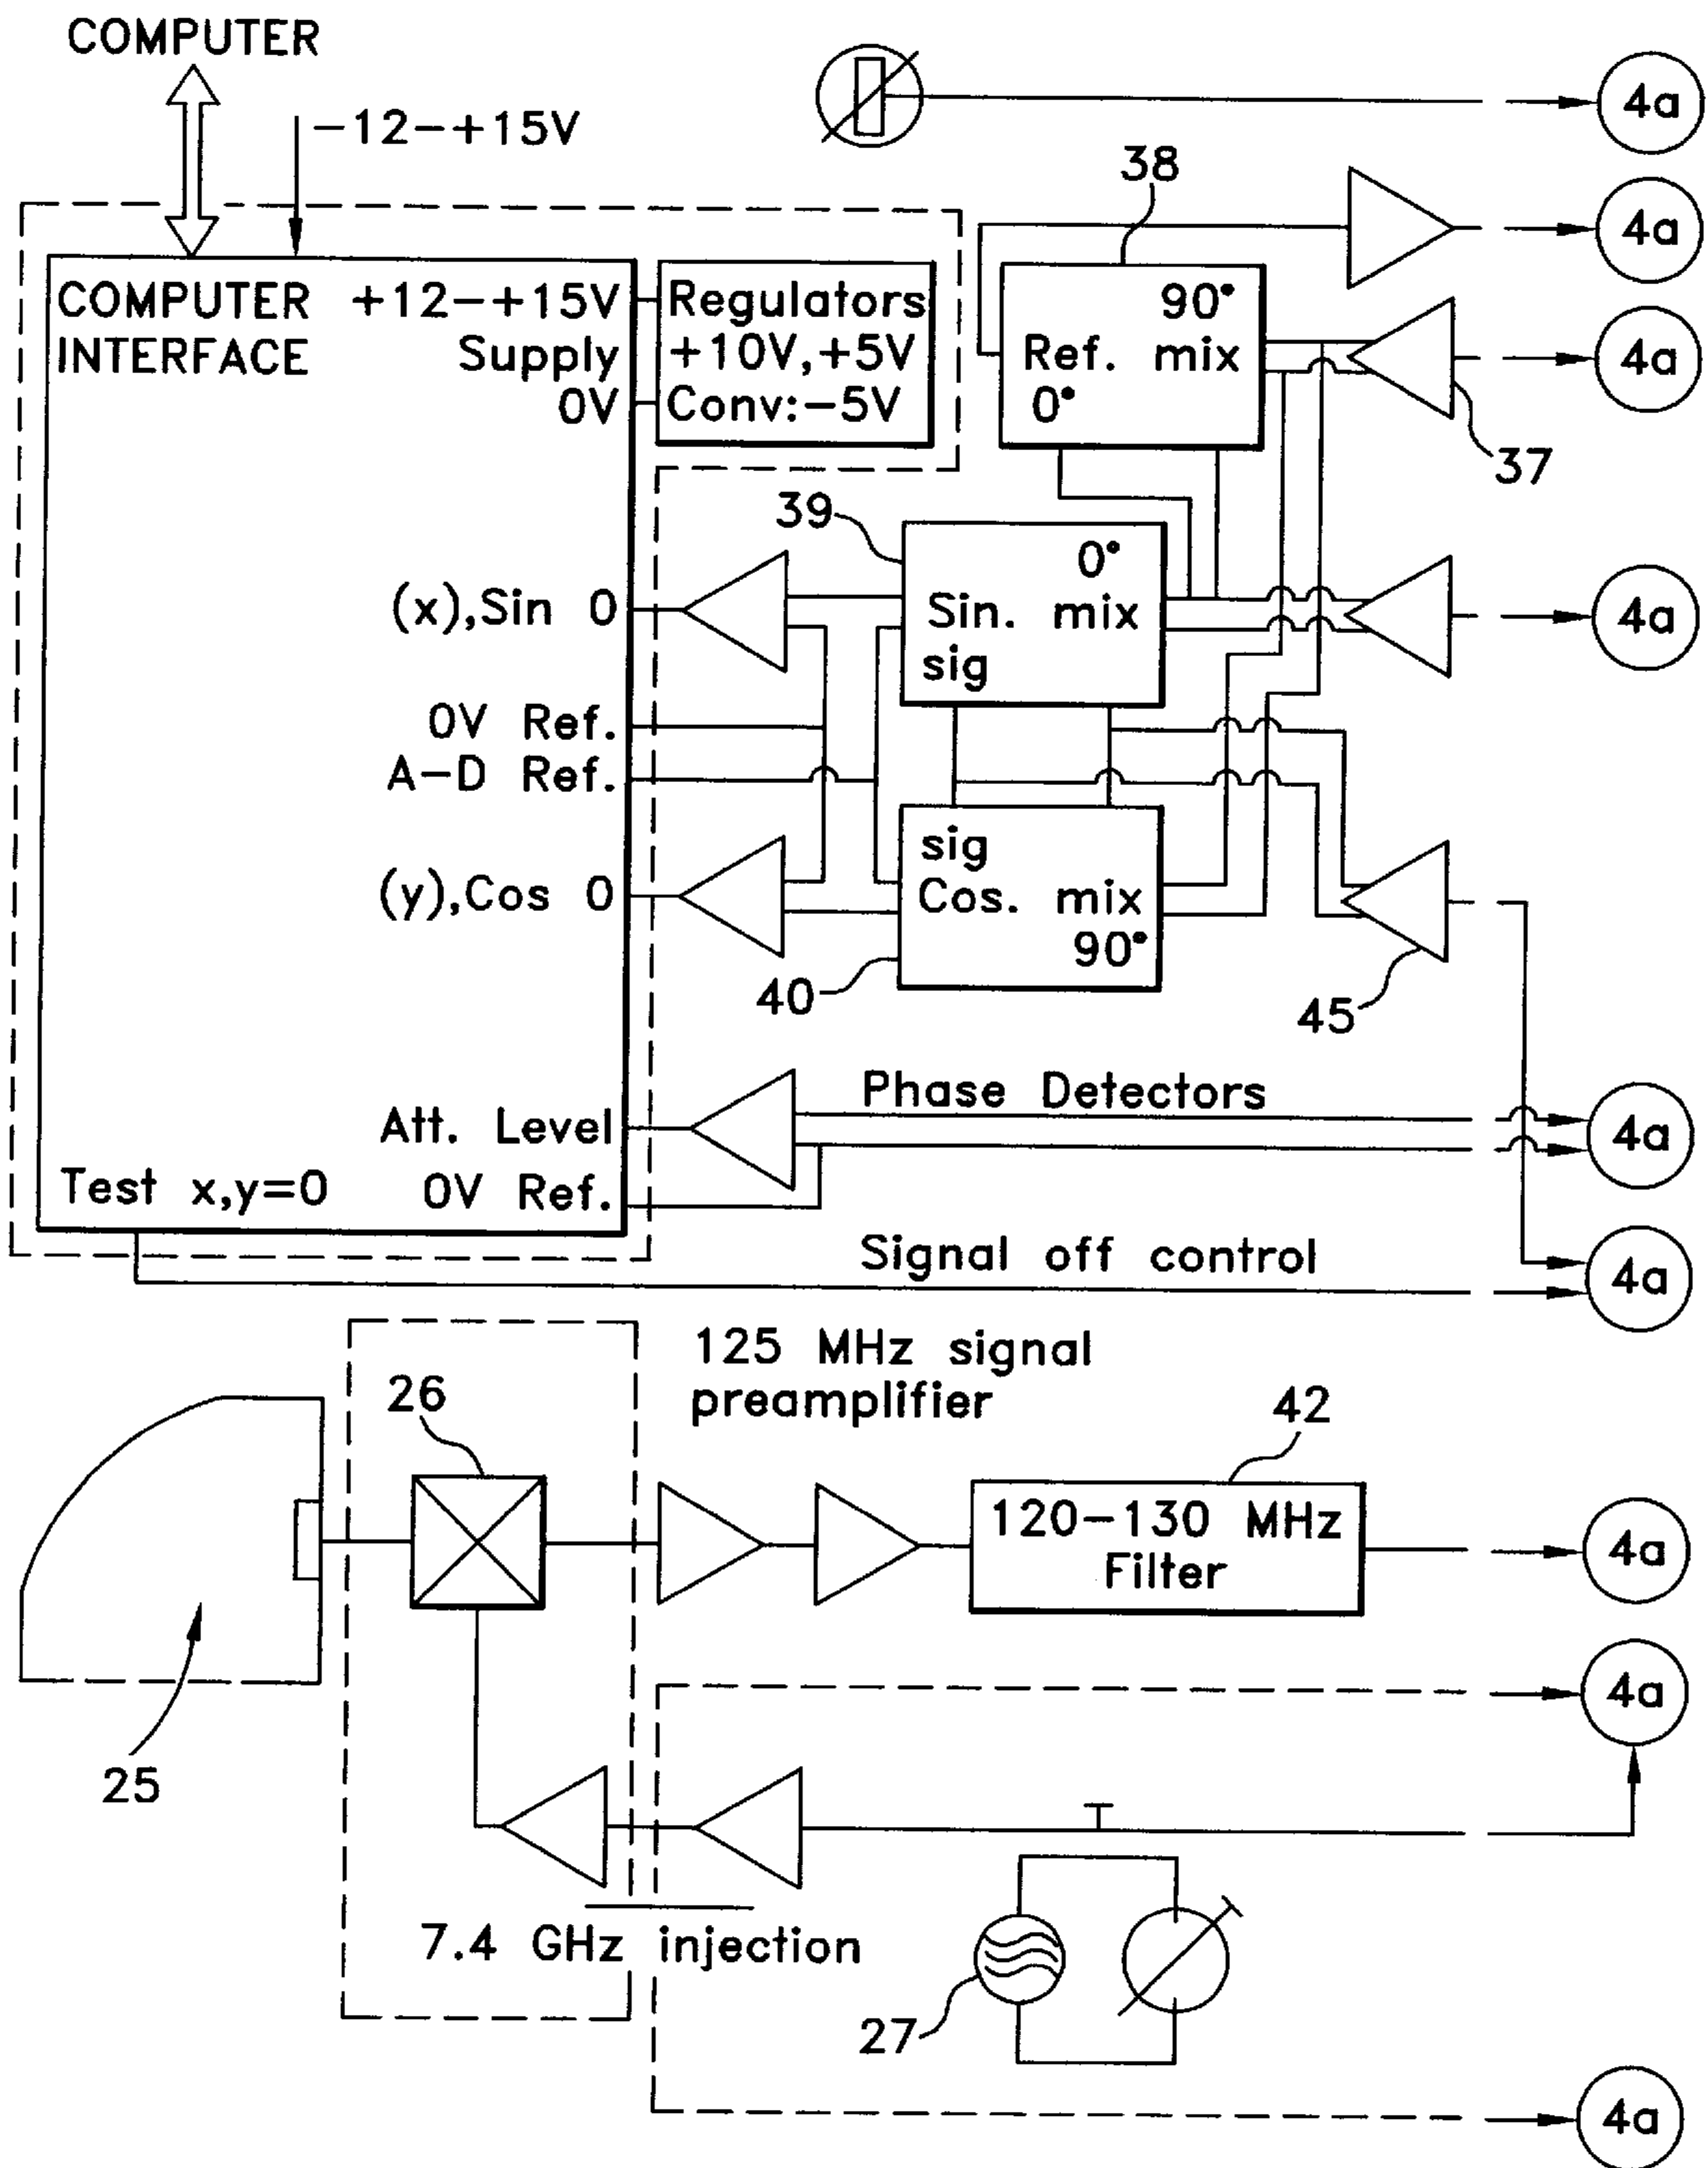 COMPUTER
-12-+15V
4a
38
4a
COMPUTER +12-+15V
INTERFACE Supply
0V
Regulators
+10V,+5V
Conv:-5V
90°
Ref. mix
0°
4a
37
39
0°
Sin. mix
sig
(x),Sin 0
4a
0V Ref.
A-D Ref.
sig
Cos. mix
90°
(y),Cos 0
40
45
Phase Detectors
Att. Level
4a
Test x,y=0 0V Ref.
Signal off control
4a
125 MHz signal
preamplifier
26
42
120-130 MHz
Filter
4a
4a
25
7.4 GHz injection
27
4a